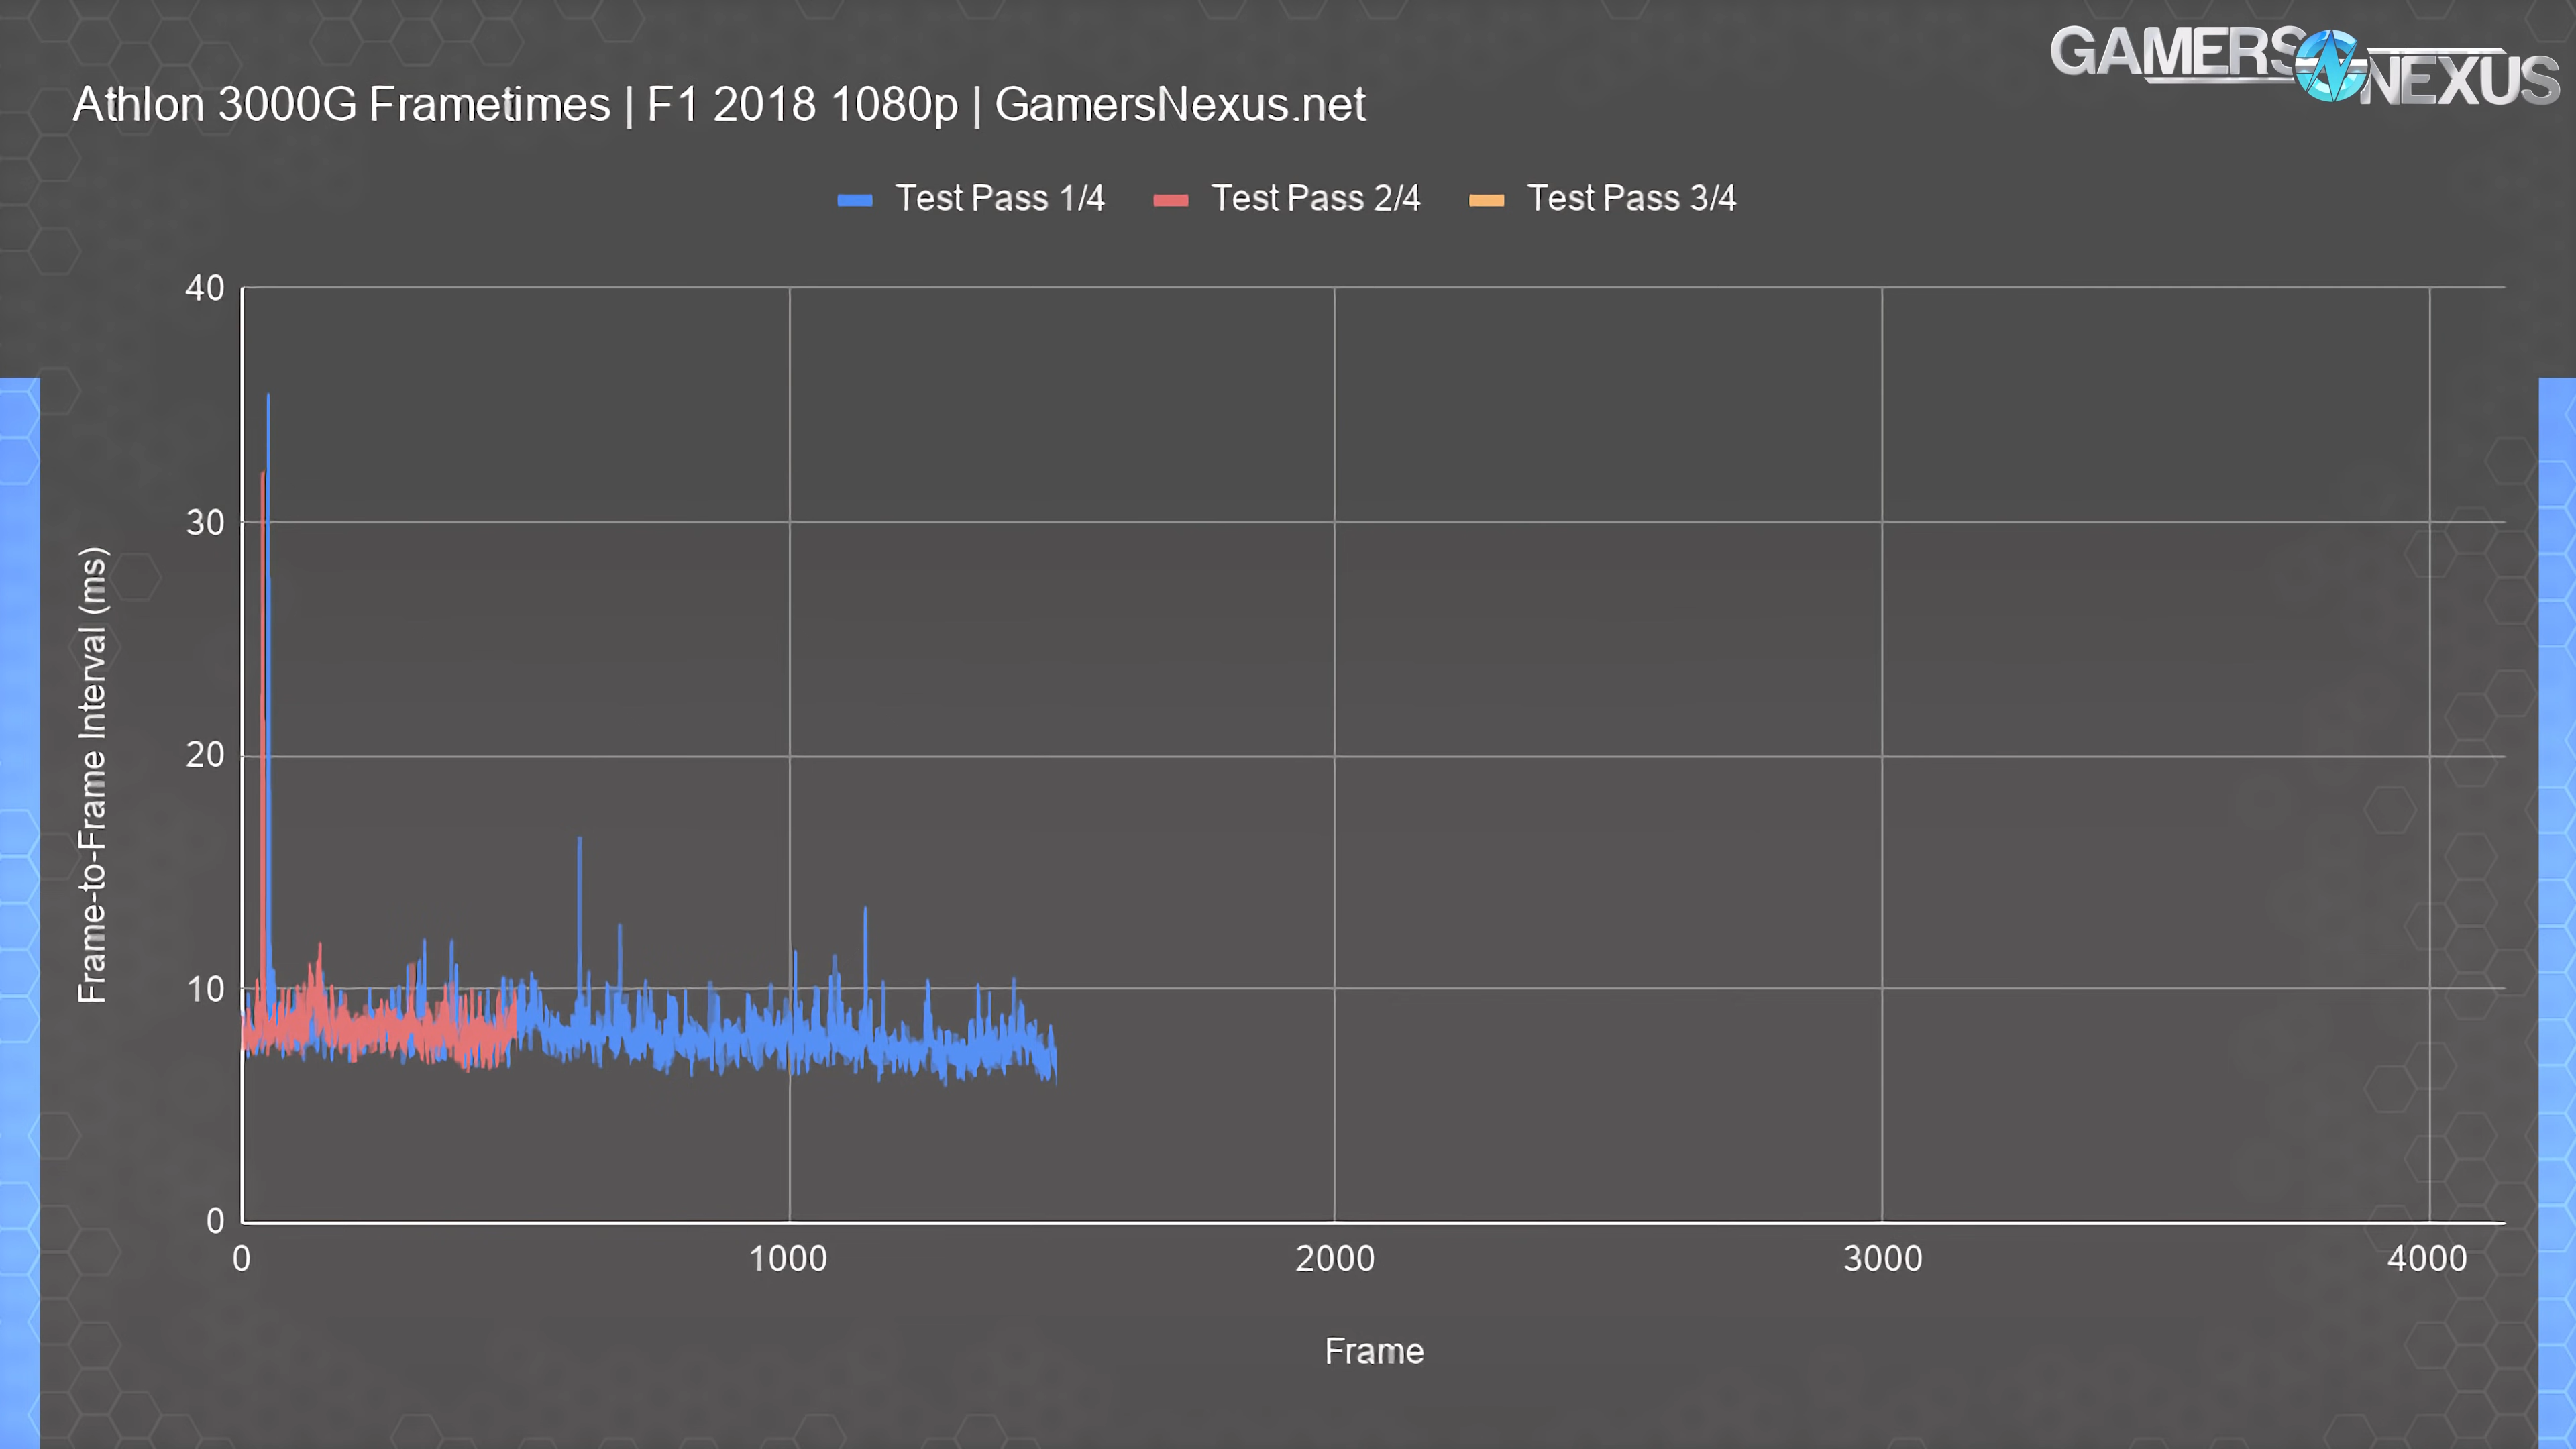 GAMERS NEXUS
Athlon 3000G Frametimes | F1 2018 1080p | GamersNexus.net
Test Pass 1/4 Test Pass 2/4 Test Pass 3/4
Frame-to-Frame Interval (ms)
40
30
20
10
0
0 1000 2000 3000 4000
Frame